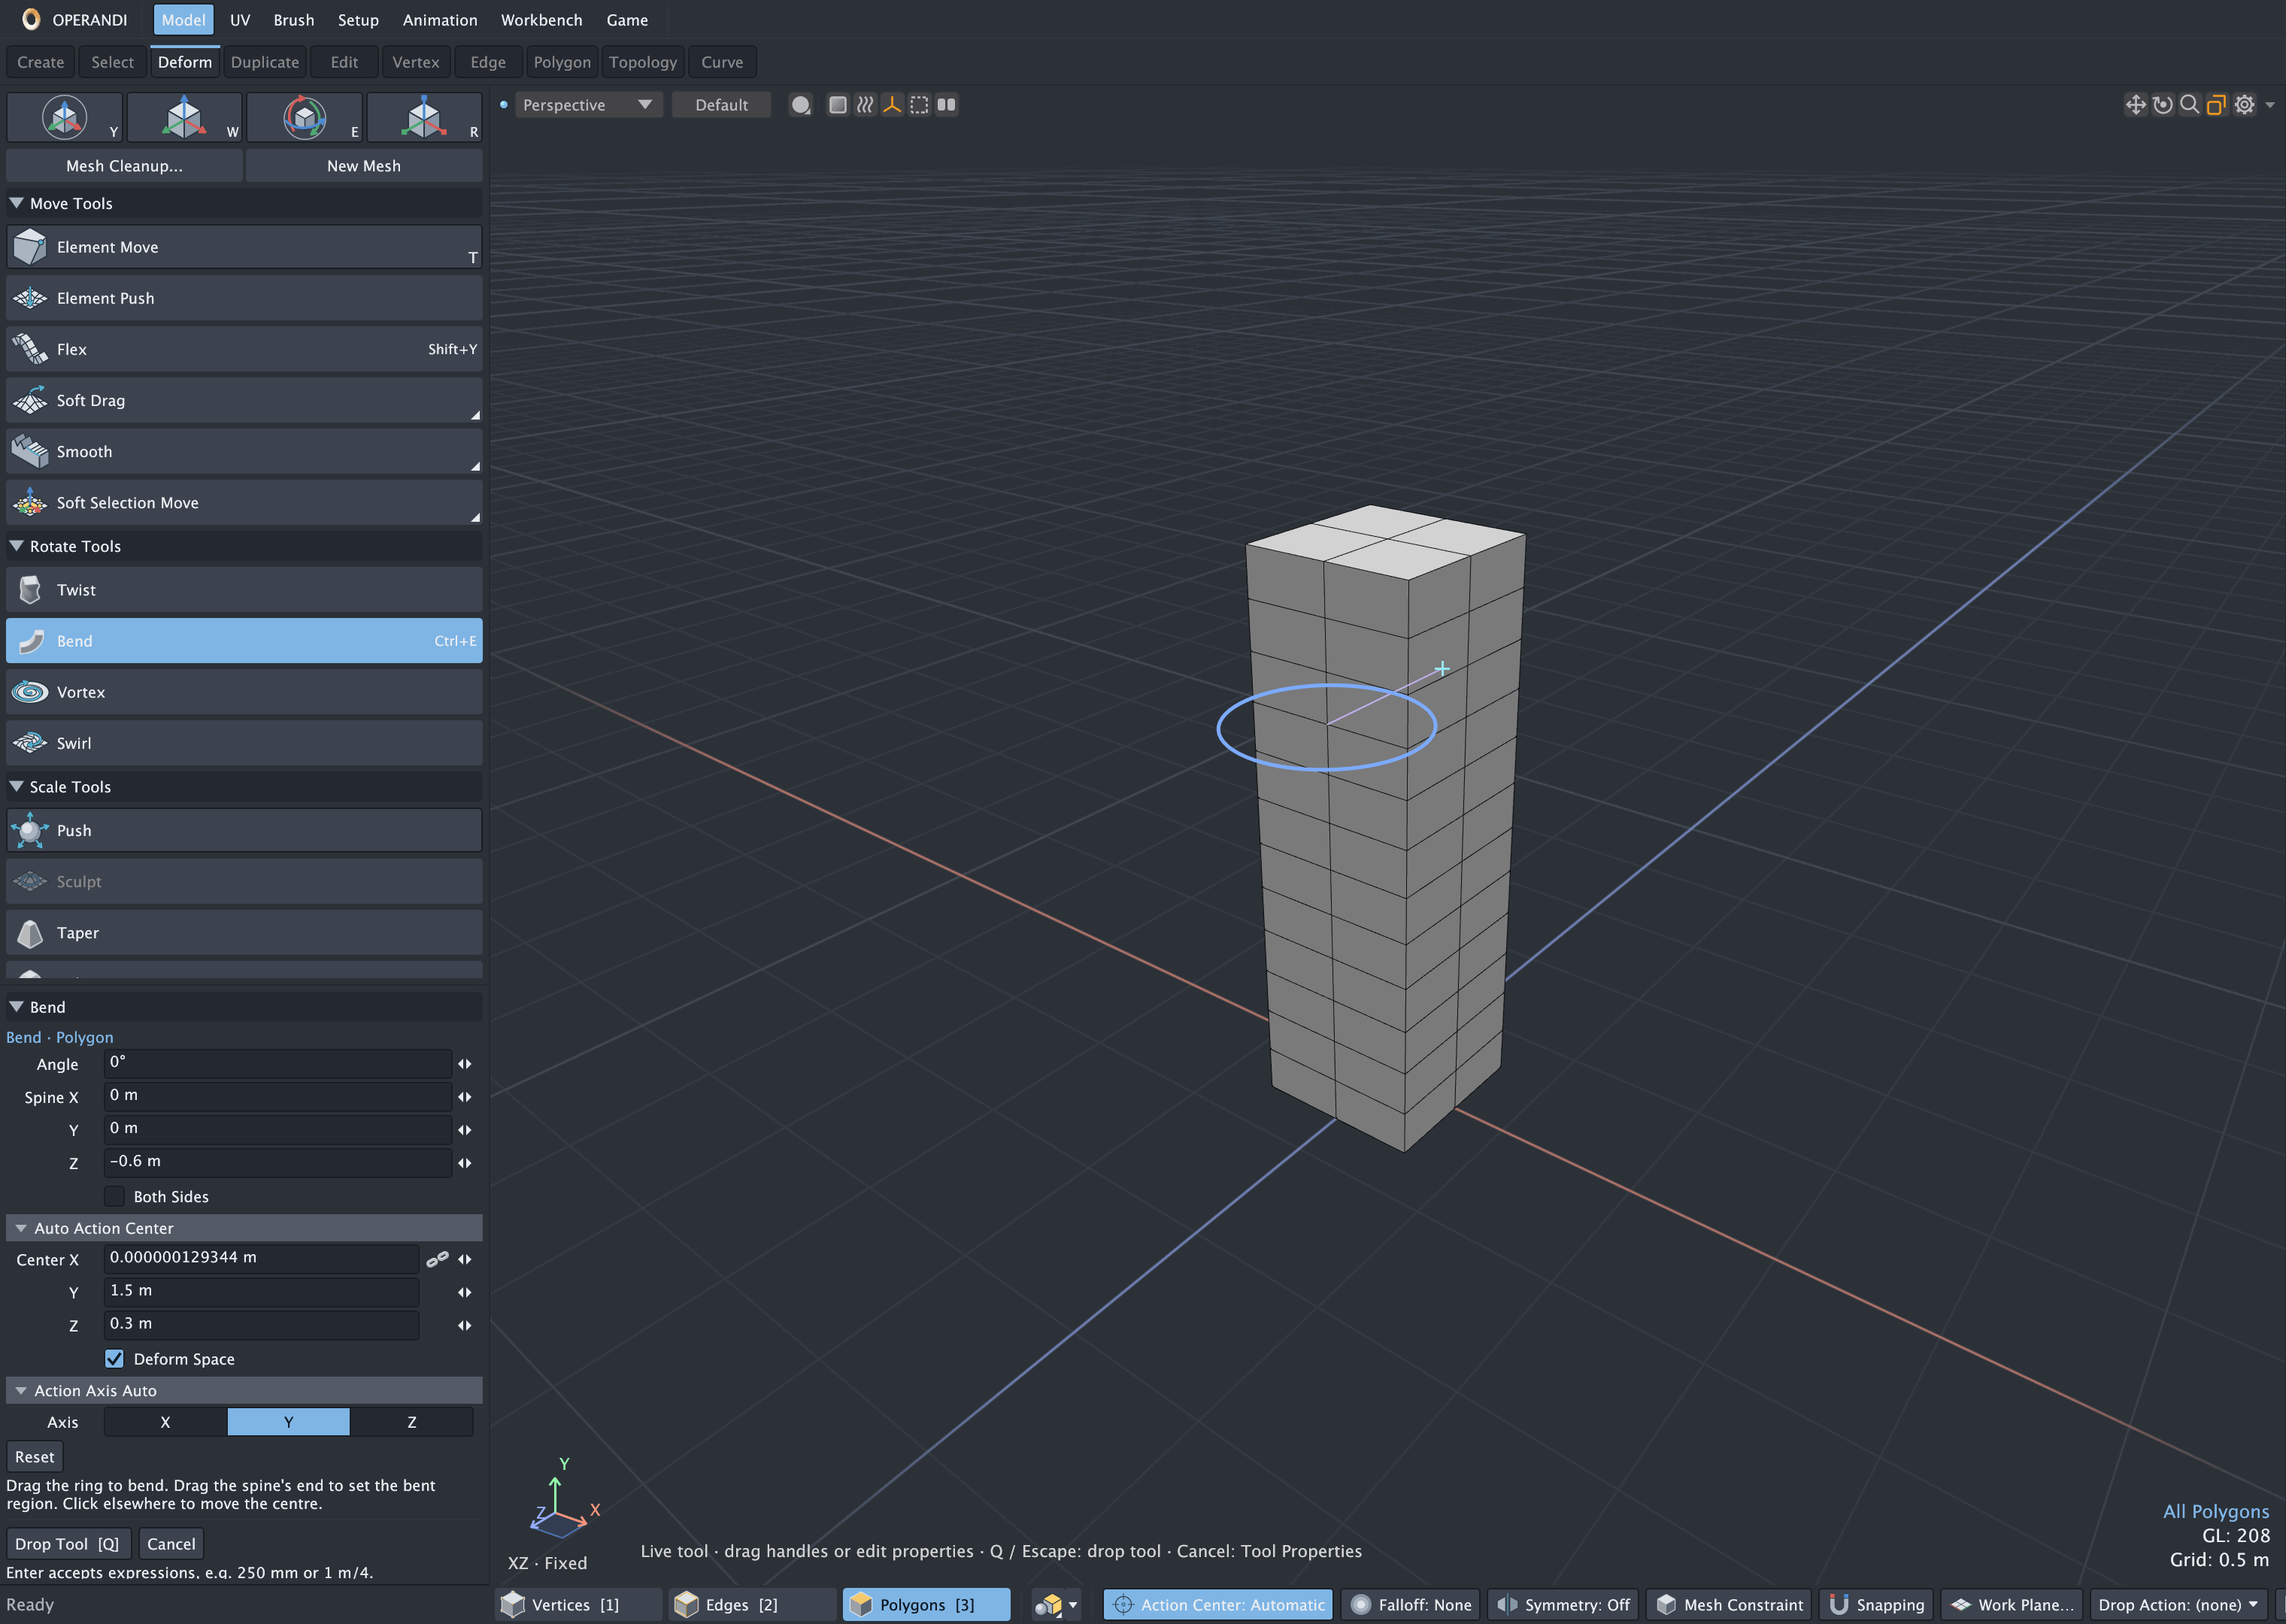 OPERANDI Model UV Brush Setup Animation Workbench Game
Create Select Deform Duplicate Edit Vertex Edge Polygon Topology Curve
Y W E R
Mesh Cleanup... New Mesh
Move Tools
Element Move T
Element Push
Flex Shift+Y
Soft Drag
Smooth
Soft Selection Move
Rotate Tools
Twist
Bend Ctrl+E
Vortex
Swirl
Scale Tools
Push
Sculpt
Taper
Bend
Bend · Polygon
Angle 0°
Spine X 0 m
Y 0 m
Z −0.6 m
Both Sides
Auto Action Center
Center X 0.000000129344 m
Y 1.5 m
Z 0.3 m
Deform Space
Action Axis Auto
Axis X Y Z
Reset
Drag the ring to bend. Drag the spine's end to set the bent
region. Click elsewhere to move the centre.
Drop Tool [Q] Cancel
Enter accepts expressions, e.g. 250 mm or 1 m/4.
Ready
Perspective Default
Y
Z X
XZ · Fixed
Live tool · drag handles or edit properties · Q / Escape: drop tool · Cancel: Tool Properties
All Polygons
GL: 208
Grid: 0.5 m
Vertices [1] Edges [2] Polygons [3] Action Center: Automatic Falloff: None Symmetry: Off Mesh Constraint Snapping Work Plane... Drop Action: (none)